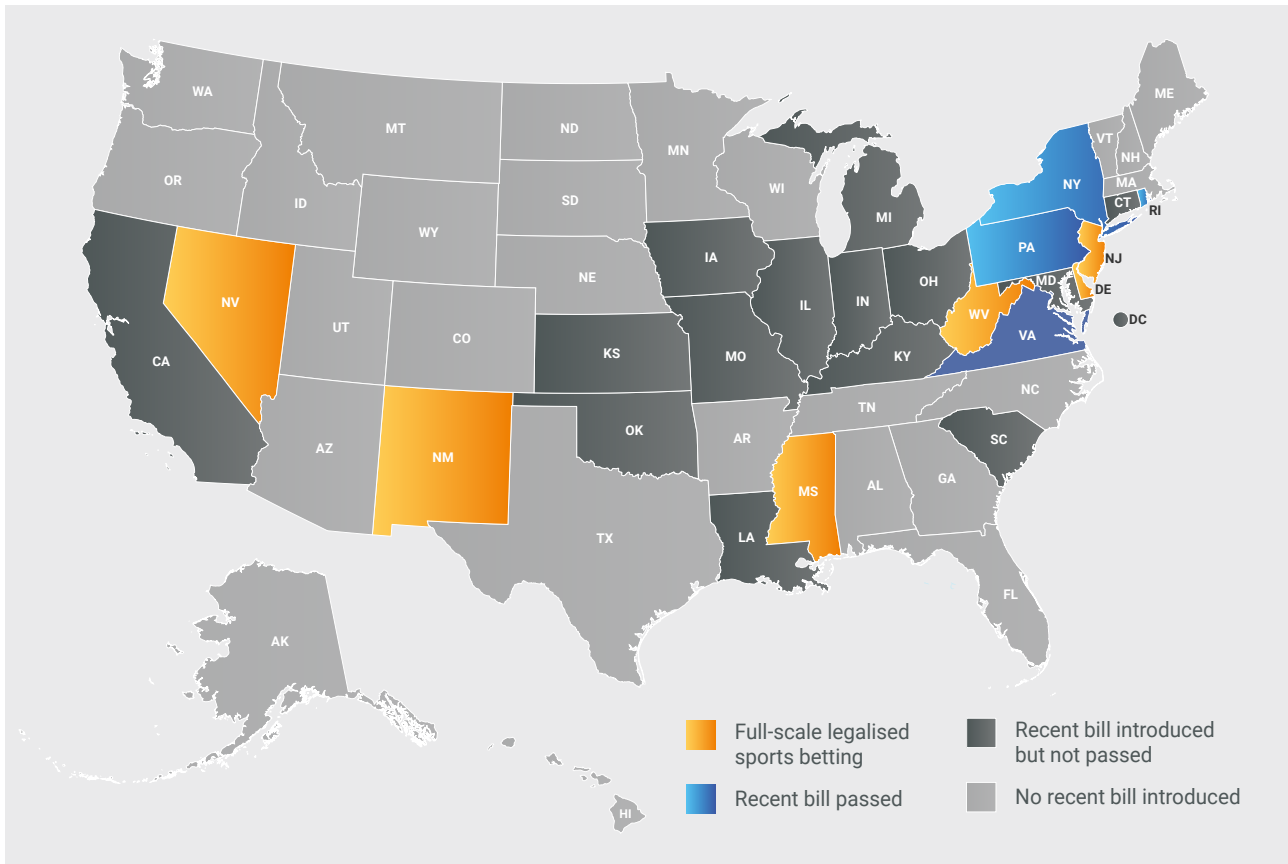 WA
MT
ND
MN
ME
VT
NH
OR
ID
SD
WI
MA
NY
CT
RI
MI
WY
PA
IA
NE
NJ
OH
MD
DE
NV
IL
IN
WV
DC
UT
CO
VA
KS
MO
KY
CA
NC
TN
OK
AR
SC
AZ
NM
MS
AL
GA
TX
LA
FL
AK
HI
Full-scale legalised
sports betting
Recent bill passed
Recent bill introduced
but not passed
No recent bill introduced